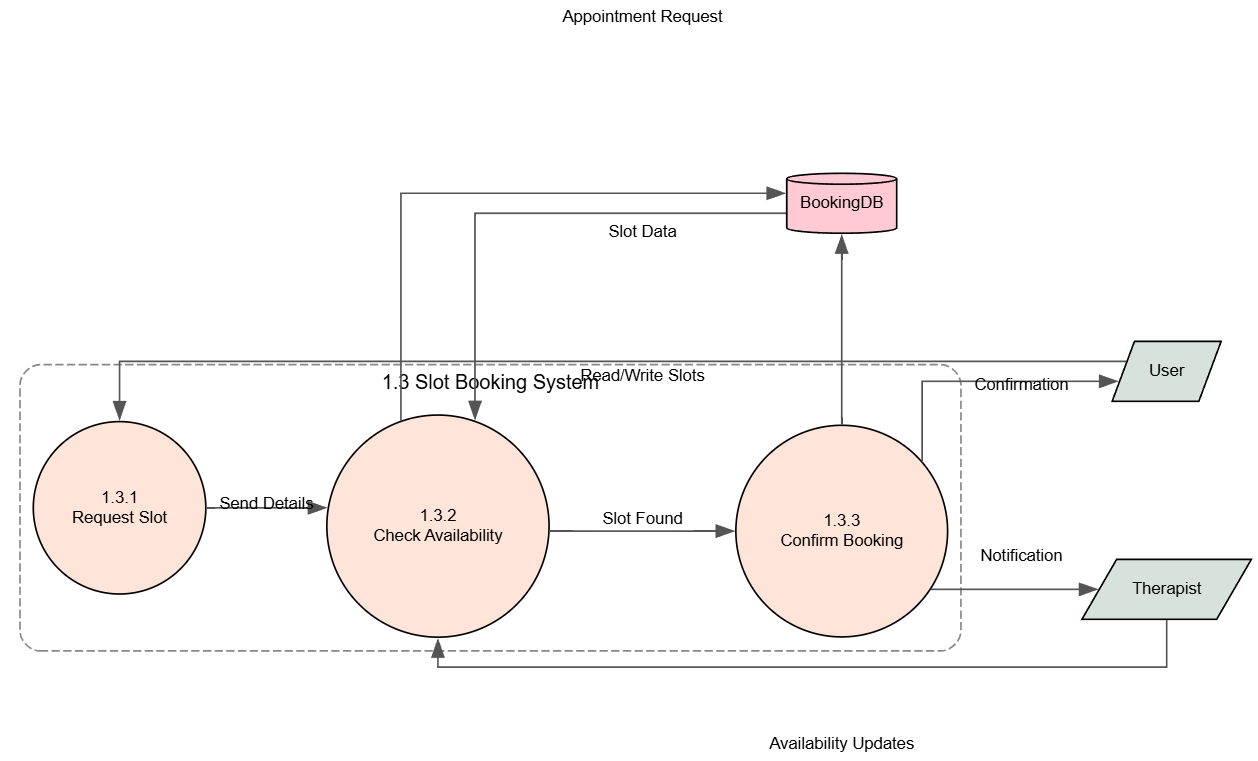 Appointment Request
BookingDB
Slot Data
User
Read/Write Slots
1.3 Slot Booking System
Confirmation
1.3.1
Request Slot
Send Details
1.3.2
Check Availability
Slot Found
1.3.3
Confirm Booking
Notification
Therapist
Availability Updates